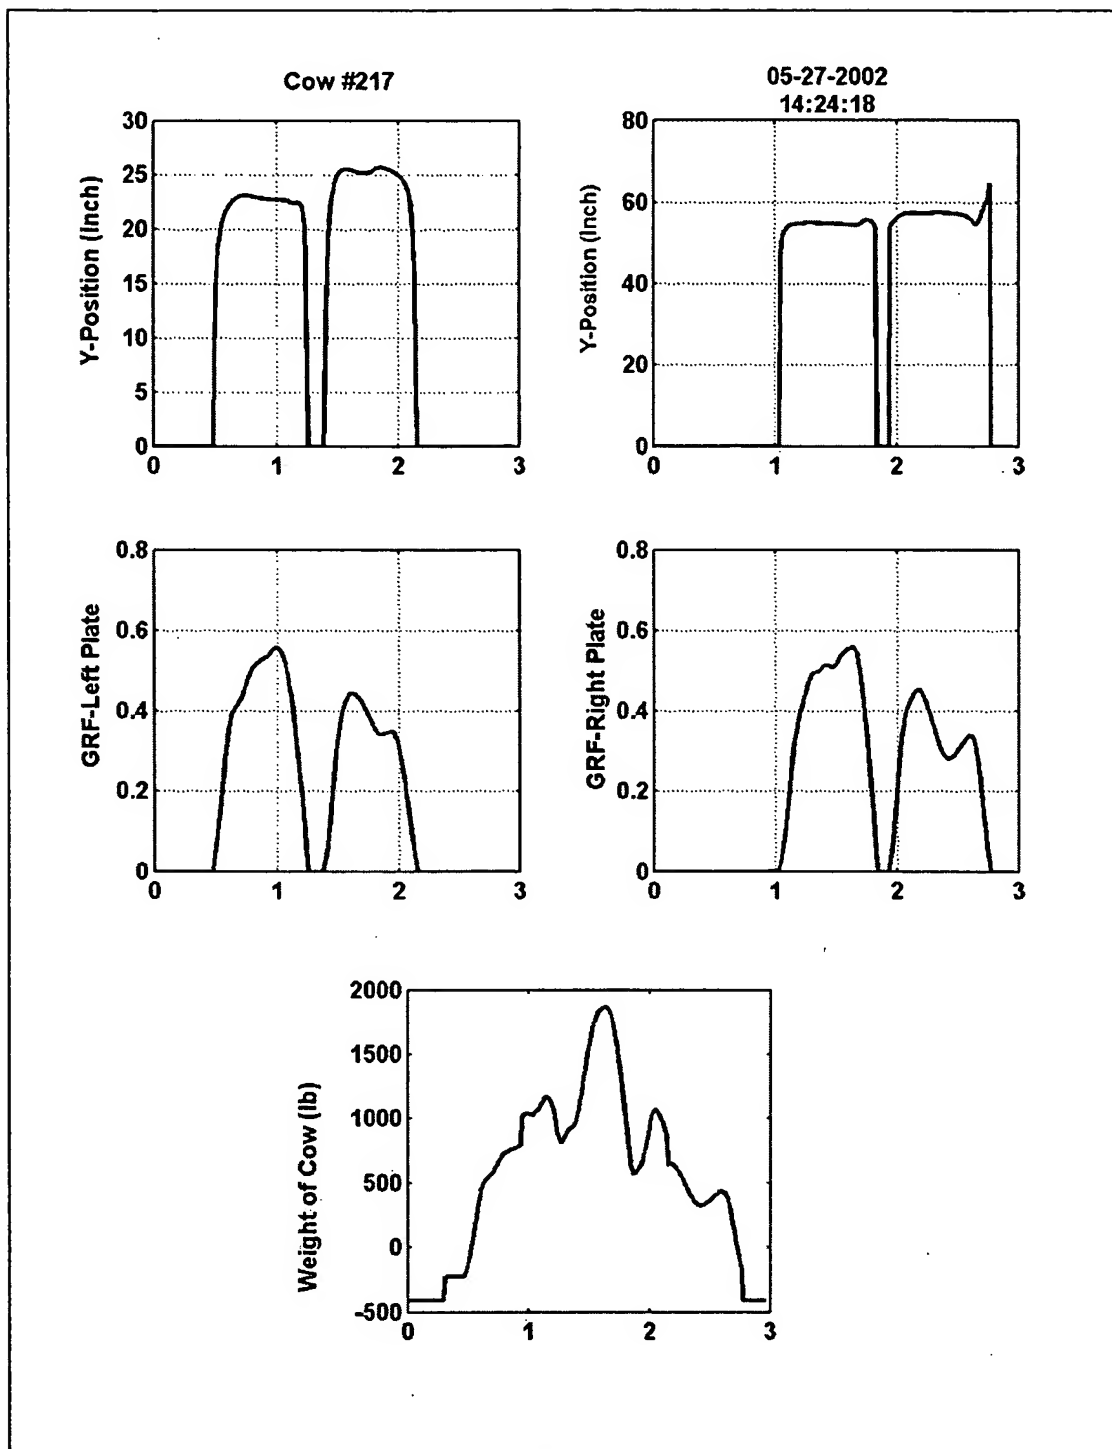 Cow #217
05-27-2002
14:24:18
30
25
20
15
10
5
0
Y-Position (Inch)
0 1 2 3
80
60
40
20
0
Y-Position (Inch)
0 1 2 3
0.8
0.6
0.4
0.2
0
GRF-Left Plate
0 1 2 3
0.8
0.6
0.4
0.2
0
GRF-Right Plate
0 1 2 3
2000
1500
1000
500
0
-500
Weight of Cow (lb)
0 1 2 3